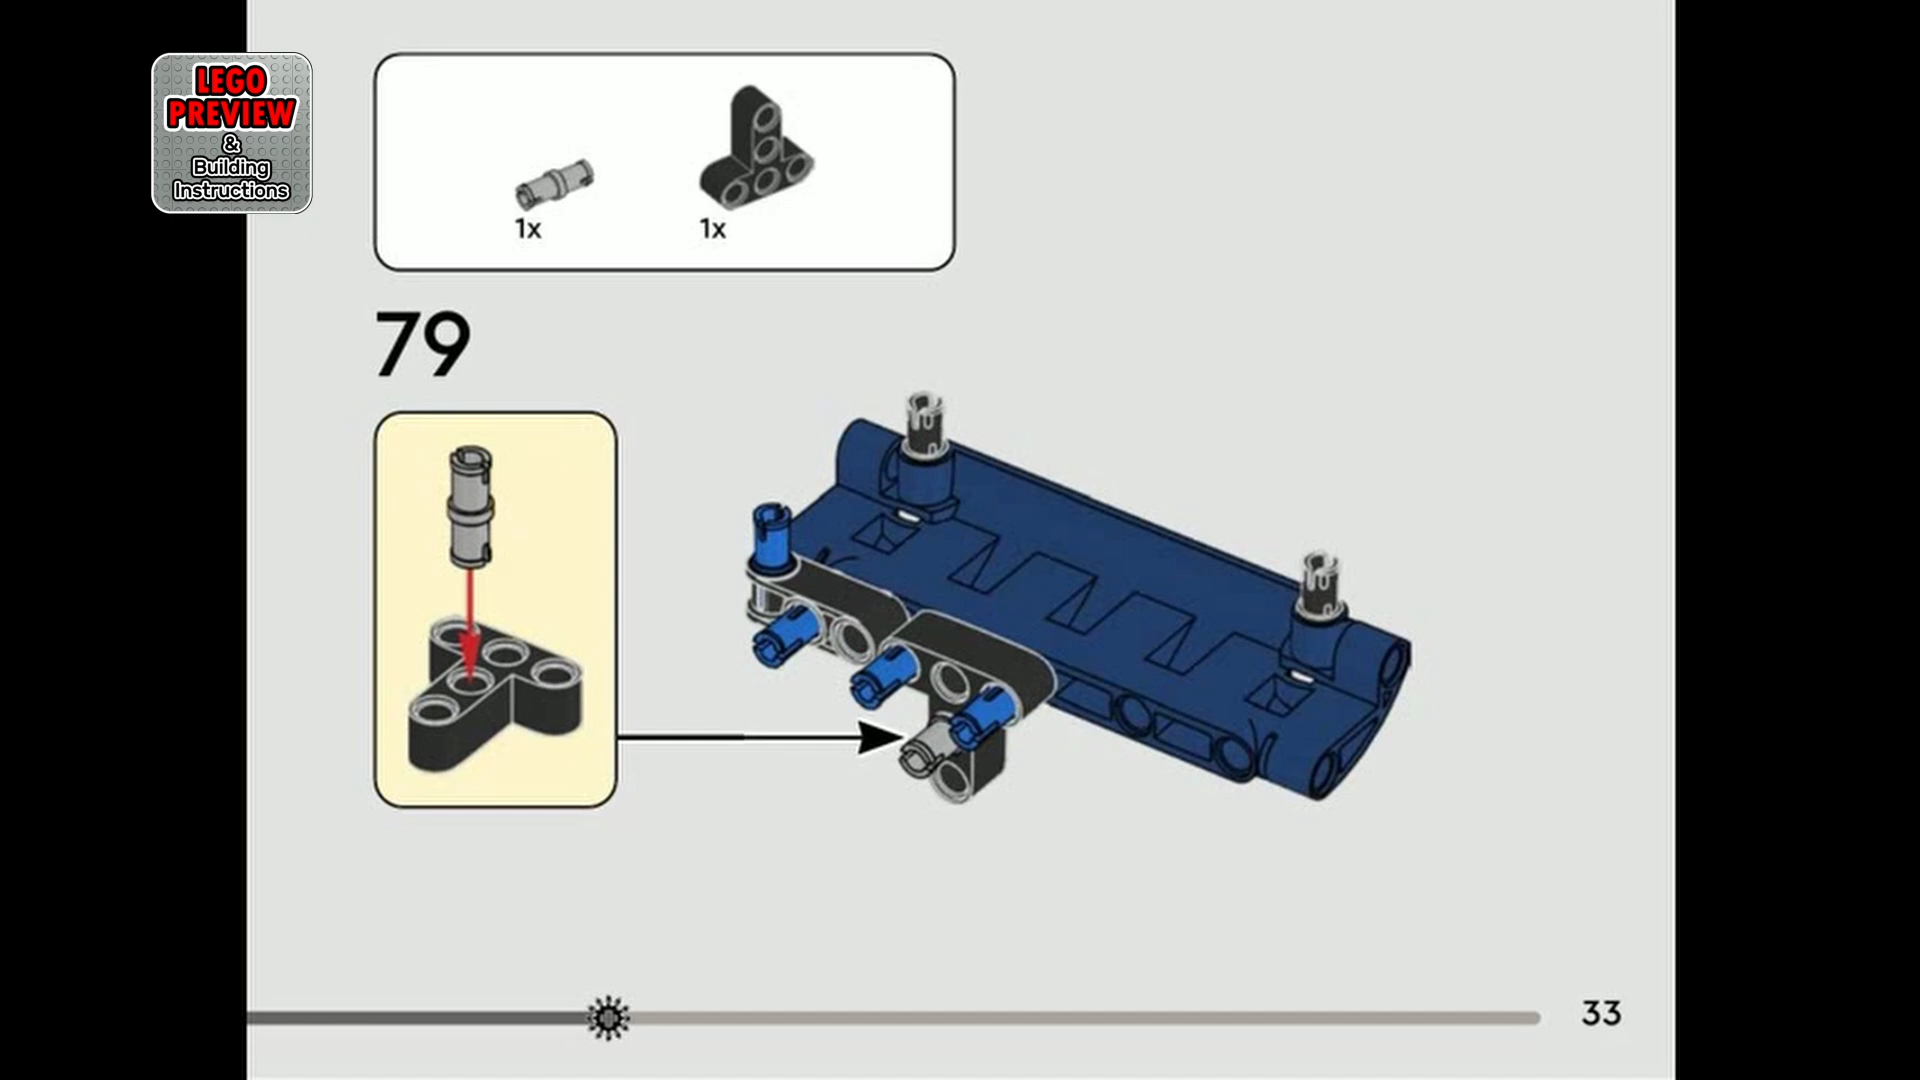 LEGO
PREVIEW
&
Building
Instructions
1x
1x
79
33